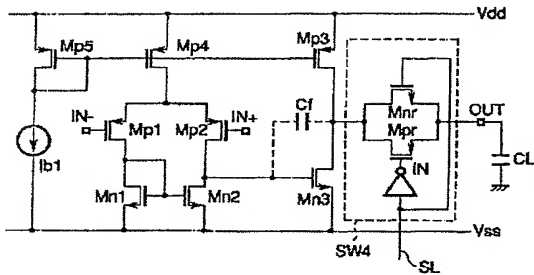 Vdd
Mp5
Mp4
Mp3
IN-
IN+
Cf
Mnr
OUT
Mp1
Mp2
Mpr
IN
CL
Ib1
Mn1
Mn2
Mn3
Vss
SW4
SL